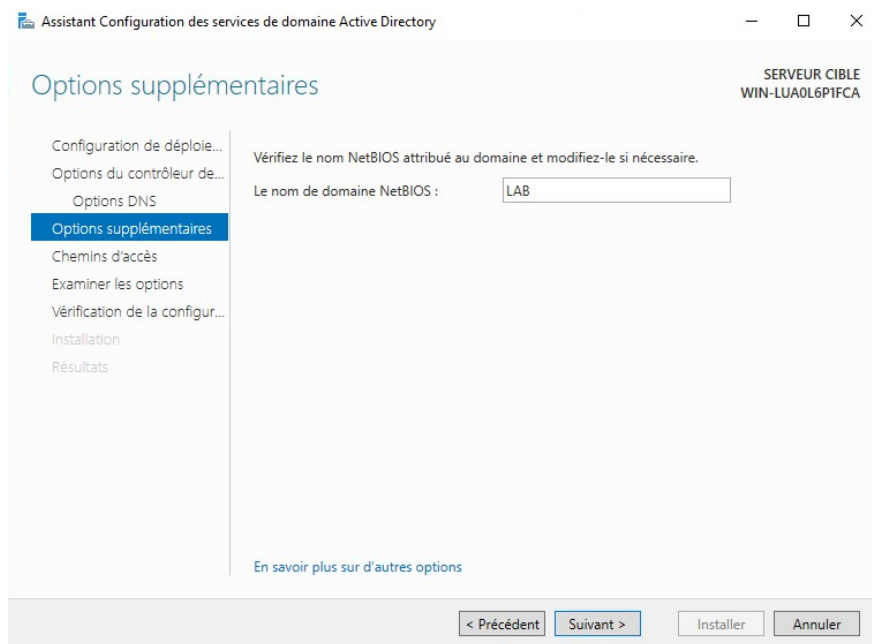 Assistant Configuration des services de domaine Active Directory
Options supplémentaires
SERVEUR CIBLE
WIN-LUA0L6P1FCA
Configuration de déploie...
Options du contrôleur de...
Options DNS
Options supplémentaires
Chemins d'accès
Examiner les options
Vérification de la configur...
Installation
Résultats
Vérifiez le nom NetBIOS attribué au domaine et modifiez-le si nécessaire.
Le nom de domaine NetBIOS : LAB
En savoir plus sur d'autres options
< Précédent Suivant > Installer Annuler